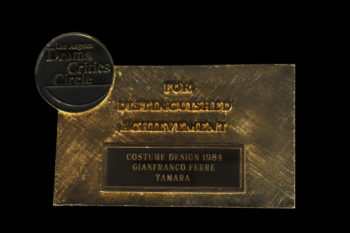 Los Angeles
Drama
Critics
Circle
FOR
DISTINGUISHED
ACHIEVEMENT
COSTUME DESIGN 1984
GIANFRANCO FERRE
TAMARA